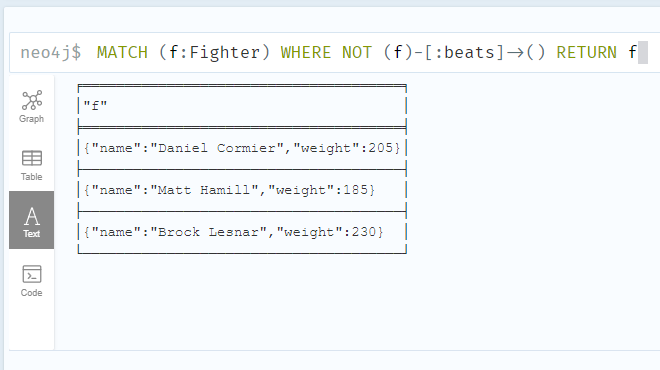 neo4j$ MATCH (f:Fighter) WHERE NOT (f)-[:beats]->() RETURN f
Graph
Table
Text
Code
"f"
{"name":"Daniel Cormier","weight":205}
{"name":"Matt Hamill","weight":185}
{"name":"Brock Lesnar","weight":230}